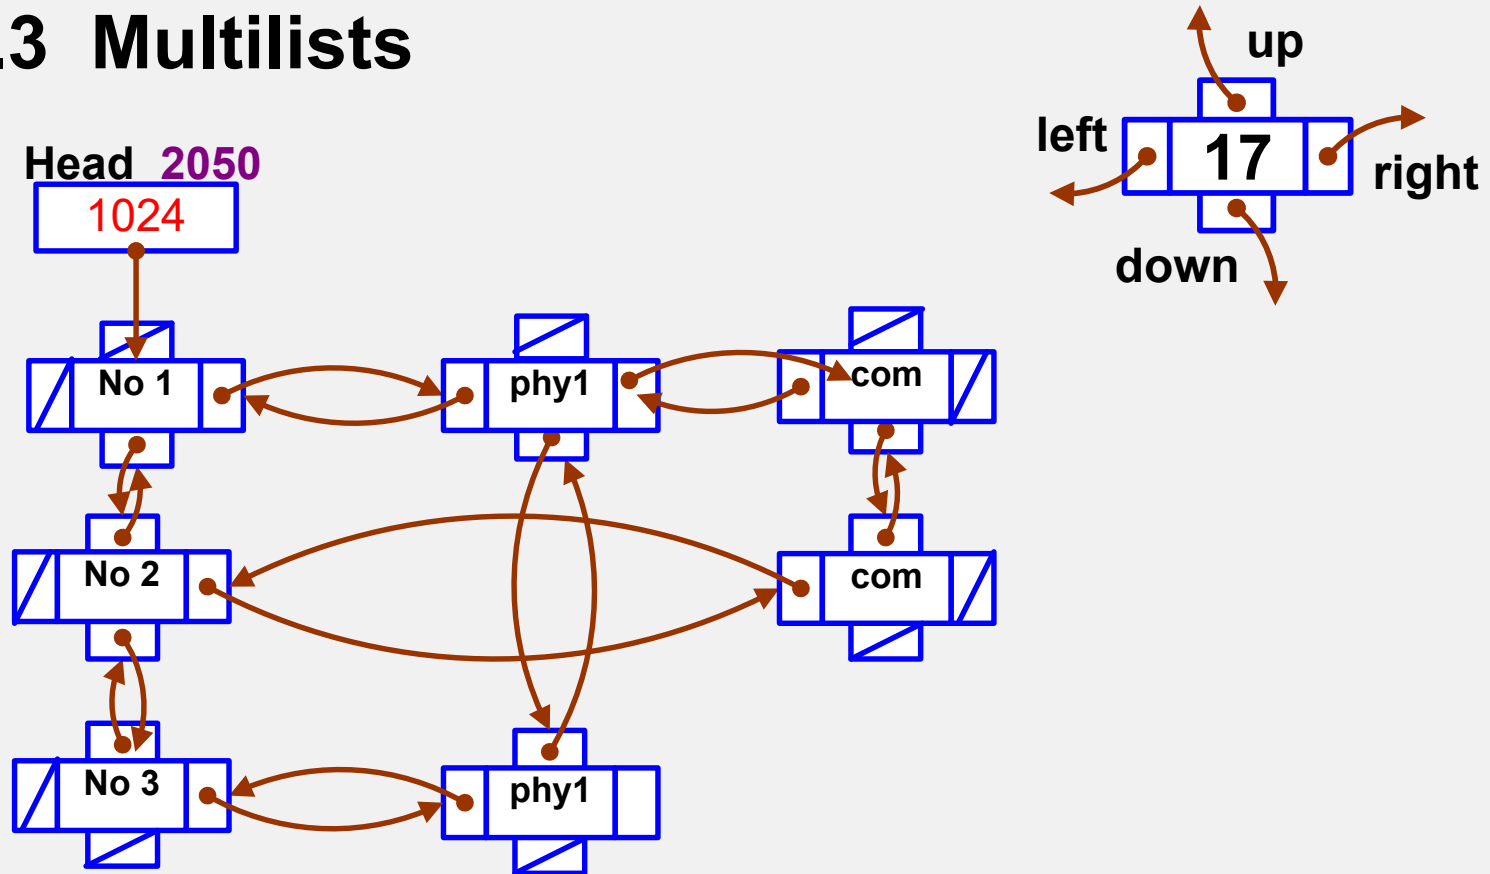 .3 Multilists
up
left
17
right
down
Head 2050
1024
No 1
phy1
com
No 2
com
No 3
phy1